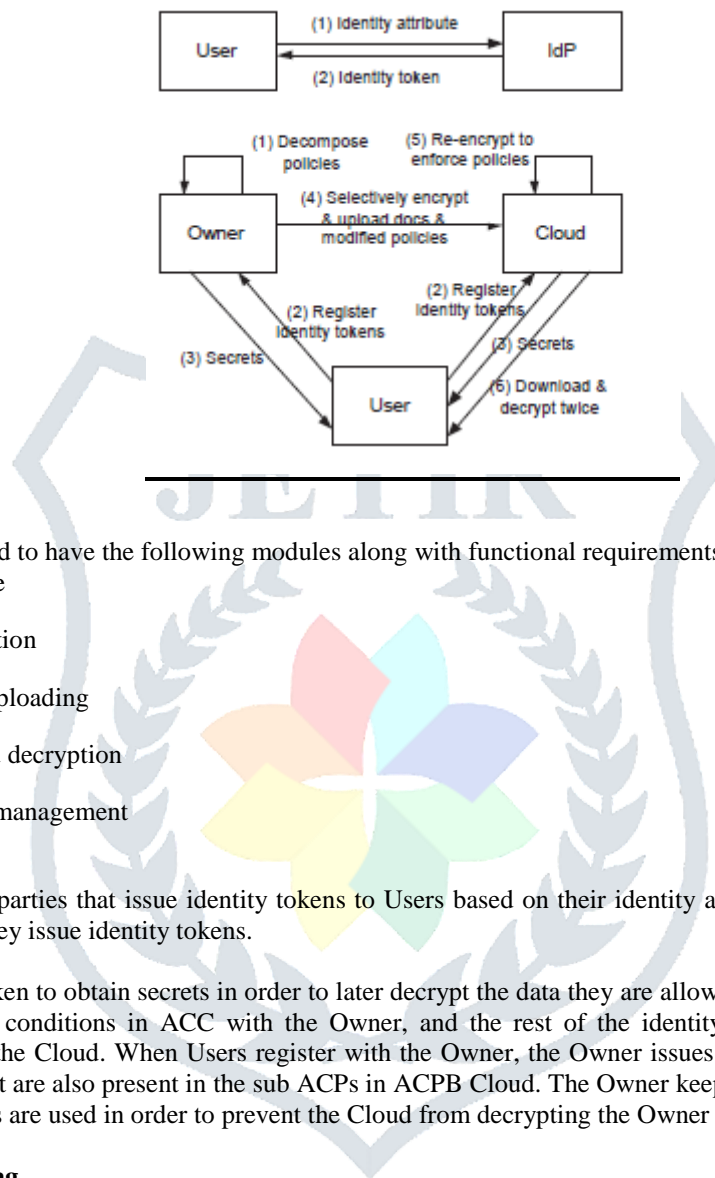 (1) Identity attribute
User
IdP
(2) Identity token
(1) Decompose
policies
(5) Re-encrypt to
enforce policies
(4) Selectively encrypt
& upload docs &
modified policies
Owner
Cloud
(2) Register
identity tokens
(2) Register
identity tokens
(3) Secrets
(3) Secrets
User
(6) Download &
decrypt twice
JETIR
d to have the following modules along with functional requirements
e
tion
ploading
decryption
management
parties that issue identity tokens to Users based on their identity a
ey issue identity tokens.
ken to obtain secrets in order to later decrypt the data they are allow
conditions in ACC with the Owner, and the rest of the identity
the Cloud. When Users register with the Owner, the Owner issues
t are also present in the sub ACPs in ACPB Cloud. The Owner keep
s are used in order to prevent the Cloud from decrypting the Owner